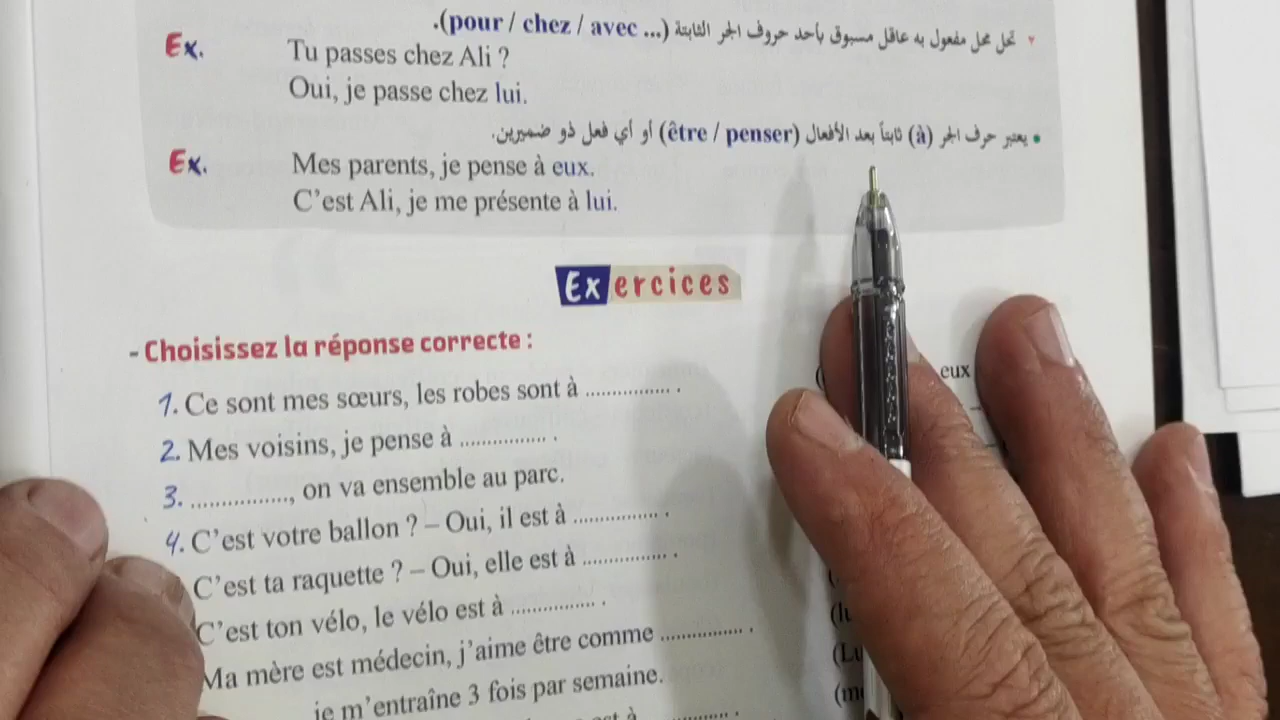 ٢ تحل محل مفعول به عاقل مسبوق بأحد حروف الجر الثابتة (pour / chez / avec ...).
Ex. Tu passes chez Ali ?
Oui, je passe chez lui.
• يعتبر حرف الجر (à) ثابتاً بعد الأفعال (être / penser) أو أي فعل ذو ضميرين.
Ex. Mes parents, je pense à eux.
C'est Ali, je me présente à lui.
Exercices
- Choisissez la réponse correcte :
1. Ce sont mes sœurs, les robes sont à ................ . ( eux
2. Mes voisins, je pense à ................ .
3. ................, on va ensemble au parc.
4. C'est votre ballon ? – Oui, il est à ................ .
C'est ta raquette ? – Oui, elle est à ................ .
C'est ton vélo, le vélo est à ................ .
Ma mère est médecin, j'aime être comme ................ .
je m'entraîne 3 fois par semaine.